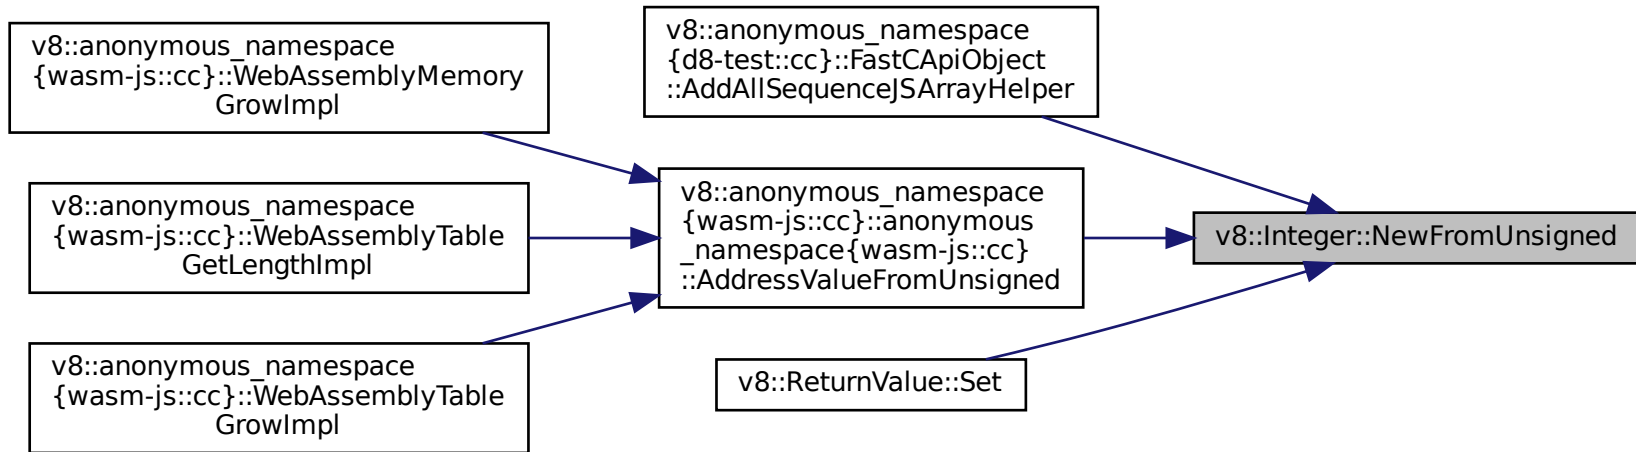 v8::anonymous_namespace
{wasm-js::cc}::WebAssemblyMemory
GrowImpl
v8::anonymous_namespace
{wasm-js::cc}::WebAssemblyTable
GetLengthImpl
v8::anonymous_namespace
{wasm-js::cc}::WebAssemblyTable
GrowImpl
v8::anonymous_namespace
{d8-test::cc}::FastCApiObject
::AddAllSequenceJSArrayHelper
v8::anonymous_namespace
{wasm-js::cc}::anonymous
_namespace{wasm-js::cc}
::AddressValueFromUnsigned
v8::ReturnValue::Set
v8::Integer::NewFromUnsigned